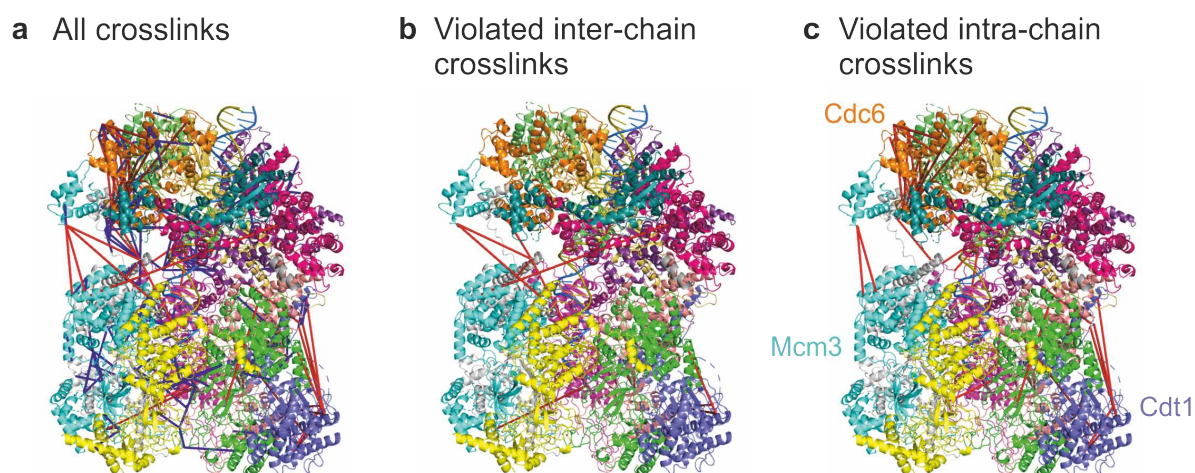 a All crosslinks
b Violated inter-chain
crosslinks
c Violated intra-chain
crosslinks
Cdc6
Mcm3
Cdt1